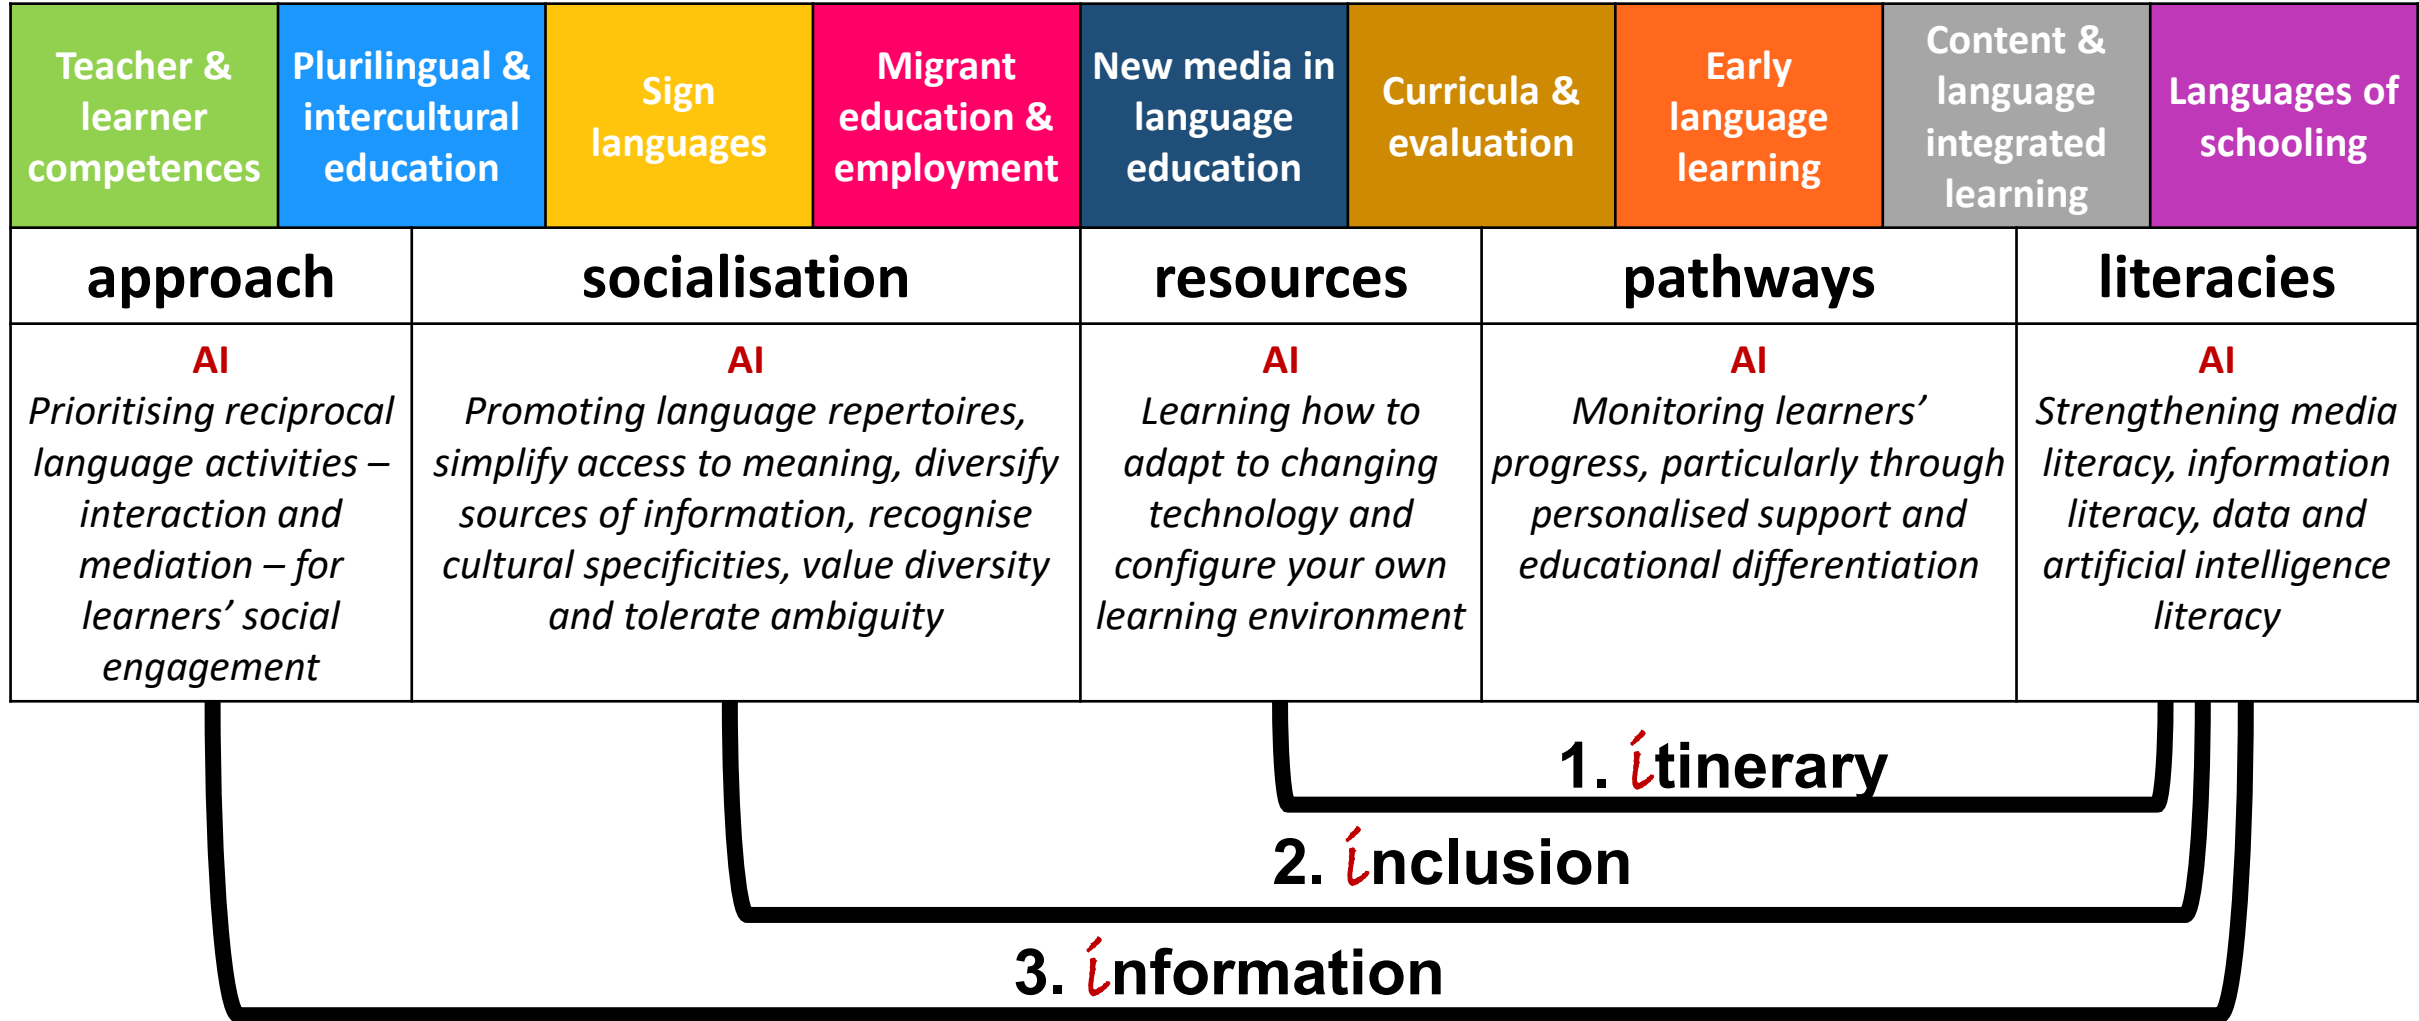 Teacher &
learner
competences
Plurilingual &
intercultural
education
Sign
languages
Migrant
education &
employment
New media in
language
education
Curricula &
evaluation
Early
language
learning
Content &
language
integrated
learning
Languages of
schooling
approach
socialisation
resources
pathways
literacies
AI
Prioritising reciprocal
language activities –
interaction and
mediation – for
learners’ social
engagement
AI
Promoting language repertoires,
simplify access to meaning, diversify
sources of information, recognise
cultural specificities, value diversity
and tolerate ambiguity
AI
Learning how to
adapt to changing
technology and
configure your own
learning environment
AI
Monitoring learners’
progress, particularly through
personalised support and
educational differentiation
AI
Strengthening media
literacy, information
literacy, data and
artificial intelligence
literacy
1. itinerary
2. inclusion
3. information